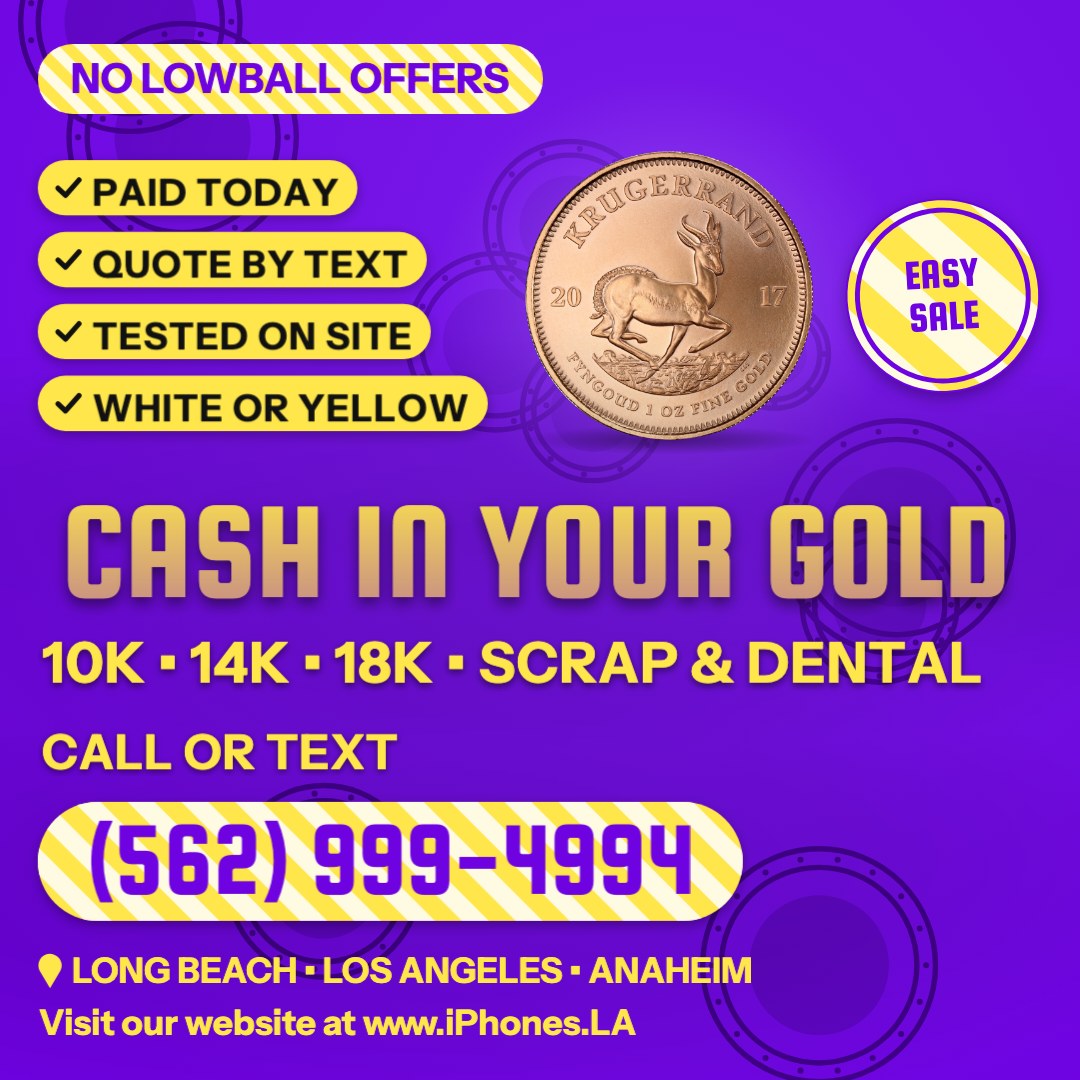 NO LOWBALL OFFERS
✓ PAID TODAY
✓ QUOTE BY TEXT
✓ TESTED ON SITE
✓ WHITE OR YELLOW
KRUGERRAND
20 17
FYNGOUD 1 OZ FINE GOLD
EASY
SALE
CASH IN YOUR GOLD
10K ▪ 14K ▪ 18K ▪ SCRAP & DENTAL
CALL OR TEXT
(562) 999-4994
LONG BEACH ▪ LOS ANGELES ▪ ANAHEIM
Visit our website at www.iPhones.LA